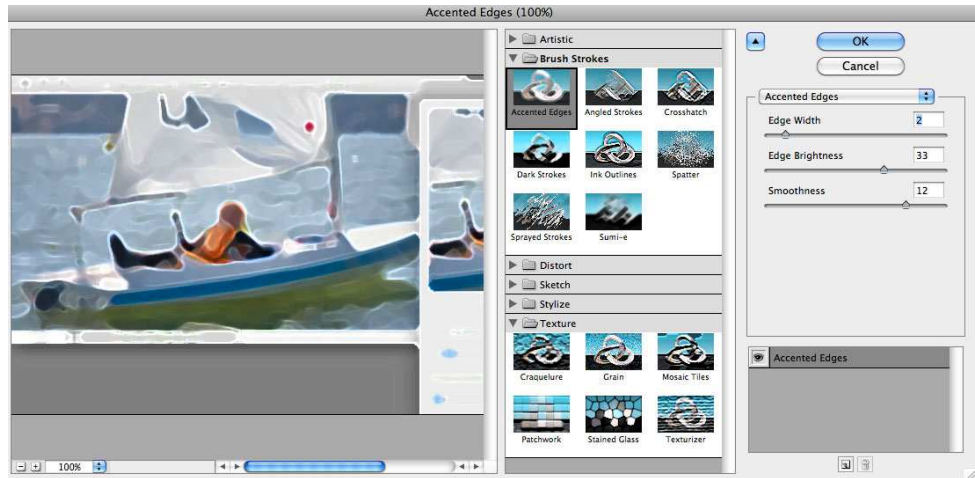 Accented Edges (100%)
Artistic
Brush Strokes
Accented Edges
Angled Strokes
Crosshatch
Dark Strokes
Ink Outlines
Spatter
Sprayed Strokes
Sumi-e
Distort
Sketch
Stylize
Texture
Craquelure
Grain
Mosaic Tiles
Patchwork
Stained Glass
Texturizer
100%
OK
Cancel
Accented Edges
Edge Width 2
Edge Brightness 33
Smoothness 12
Accented Edges